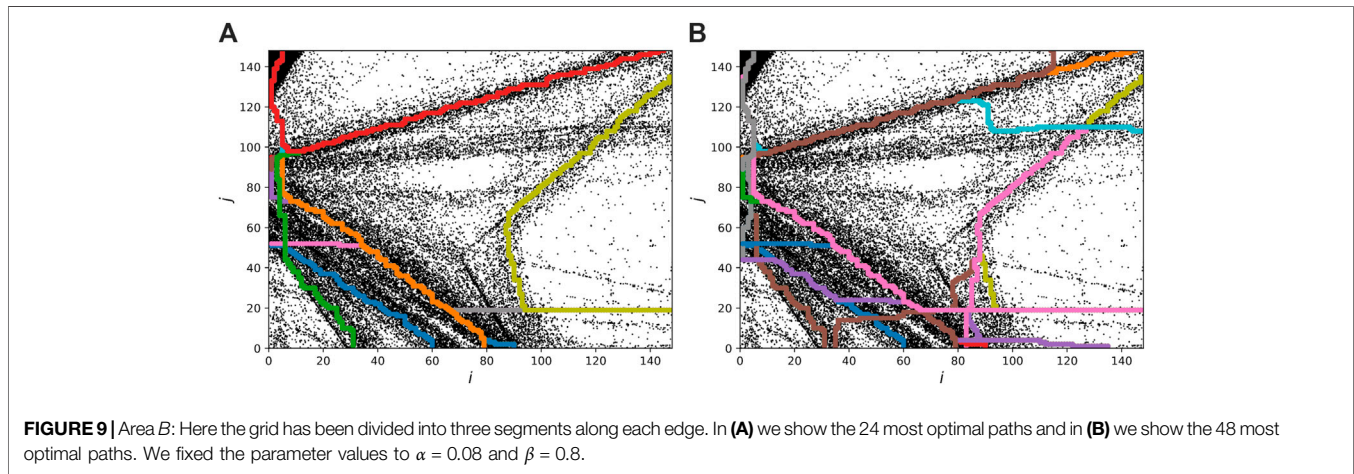 A
B
140
120
100
80
60
40
20
0
j
0 20 40 60 80 100 120 140
i
140
120
100
80
60
40
20
0
j
0 20 40 60 80 100 120 140
i
FIGURE 9 | Area B: Here the grid has been divided into three segments along each edge. In (A) we show the 24 most optimal paths and in (B) we show the 48 most
optimal paths. We fixed the parameter values to α = 0.08 and β = 0.8.